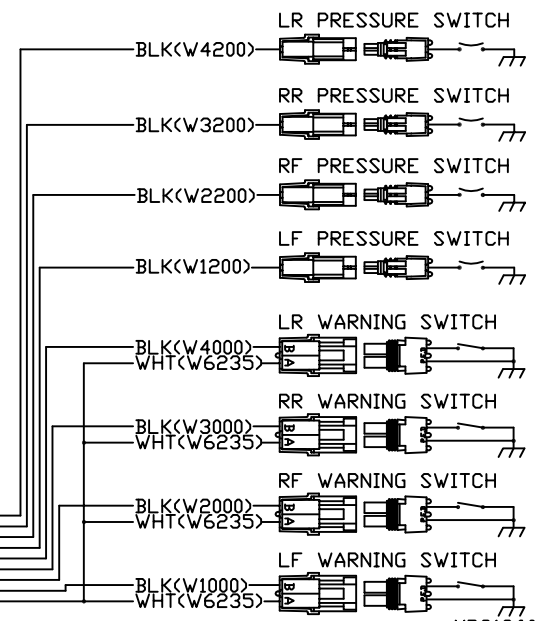 LR PRESSURE SWITCH
BLK(W4200)
RR PRESSURE SWITCH
BLK(W3200)
RF PRESSURE SWITCH
BLK(W2200)
LF PRESSURE SWITCH
BLK(W1200)
LR WARNING SWITCH
BLK(W4000) B
WHT(W6235) A
RR WARNING SWITCH
BLK(W3000) B
WHT(W6235) A
RF WARNING SWITCH
BLK(W2000) B
WHT(W6235) A
LF WARNING SWITCH
BLK(W1000) B
WHT(W6235) A